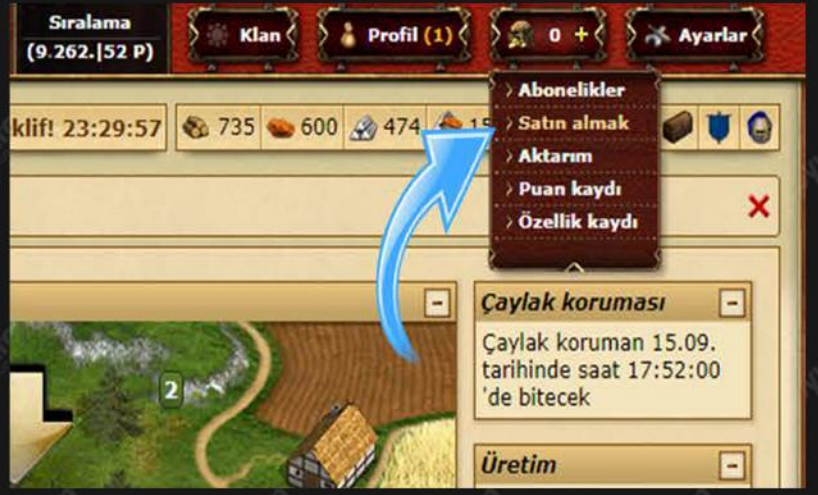 Sıralama
(9.262.|52 P)
Klan
Profil (1)
0 +
Ayarlar
klif! 23:29:57
735
600
474
15
Abonelikler
Satın almak
Aktarım
Puan kaydı
Özellik kaydı
Çaylak koruması
Çaylak koruman 15.09.
tarihinde saat 17:52:00
'de bitecek
2
Üretim